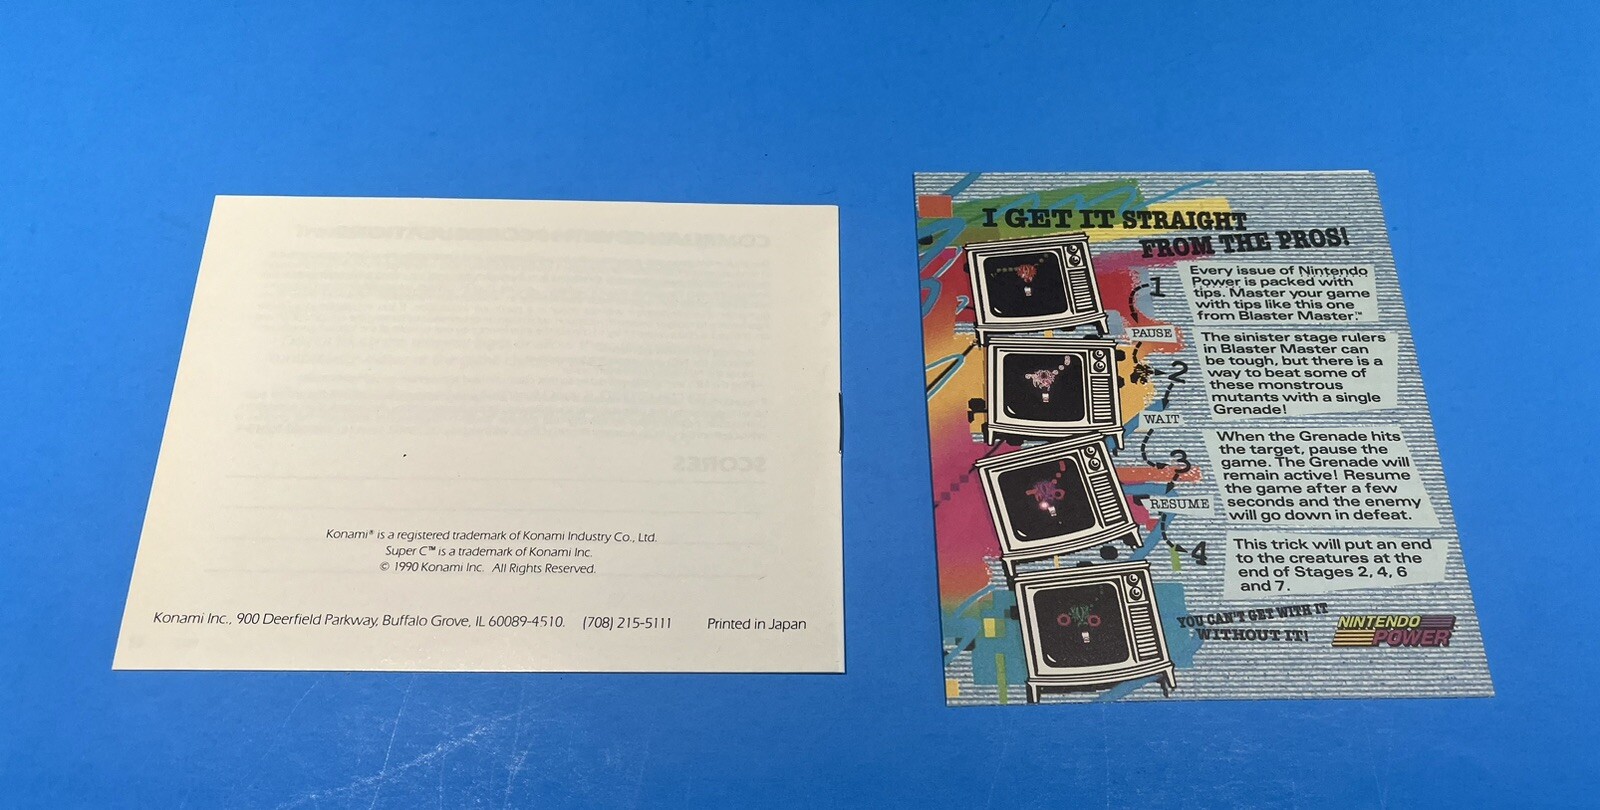 Konami® is a registered trademark of Konami Industry Co., Ltd.
Super C™ is a trademark of Konami Inc.
© 1990 Konami Inc. All Rights Reserved.
Konami Inc., 900 Deerfield Parkway, Buffalo Grove, IL 60089-4510. (708) 215-5111 Printed in Japan
SCORES
I GET IT STRAIGHT
FROM THE PROS!
1
Every issue of Nintendo
Power is packed with
tips. Master your game
with tips like this one
from Blaster Master.™
PAUSE
2
The sinister stage rulers
in Blaster Master can
be tough, but there is a
way to beat some of
these monstrous
mutants with a single
Grenade!
WAIT
3
When the Grenade hits
the target, pause the
game. The Grenade will
remain active! Resume
the game after a few
seconds and the enemy
will go down in defeat.
RESUME
4
This trick will put an end
to the creatures at the
end of Stages 2, 4, 6
and 7.
YOU CAN'T GET WITH IT
WITHOUT IT!
NINTENDO
POWER